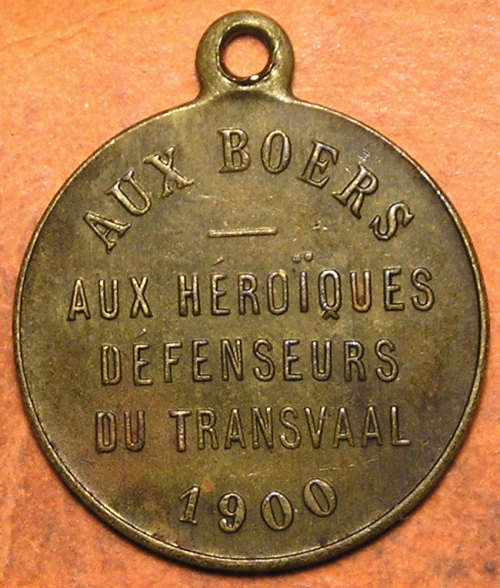 AUX BOERS
AUX HÉROÏQUES
DÉFENSEURS
DU TRANSVAAL
1900